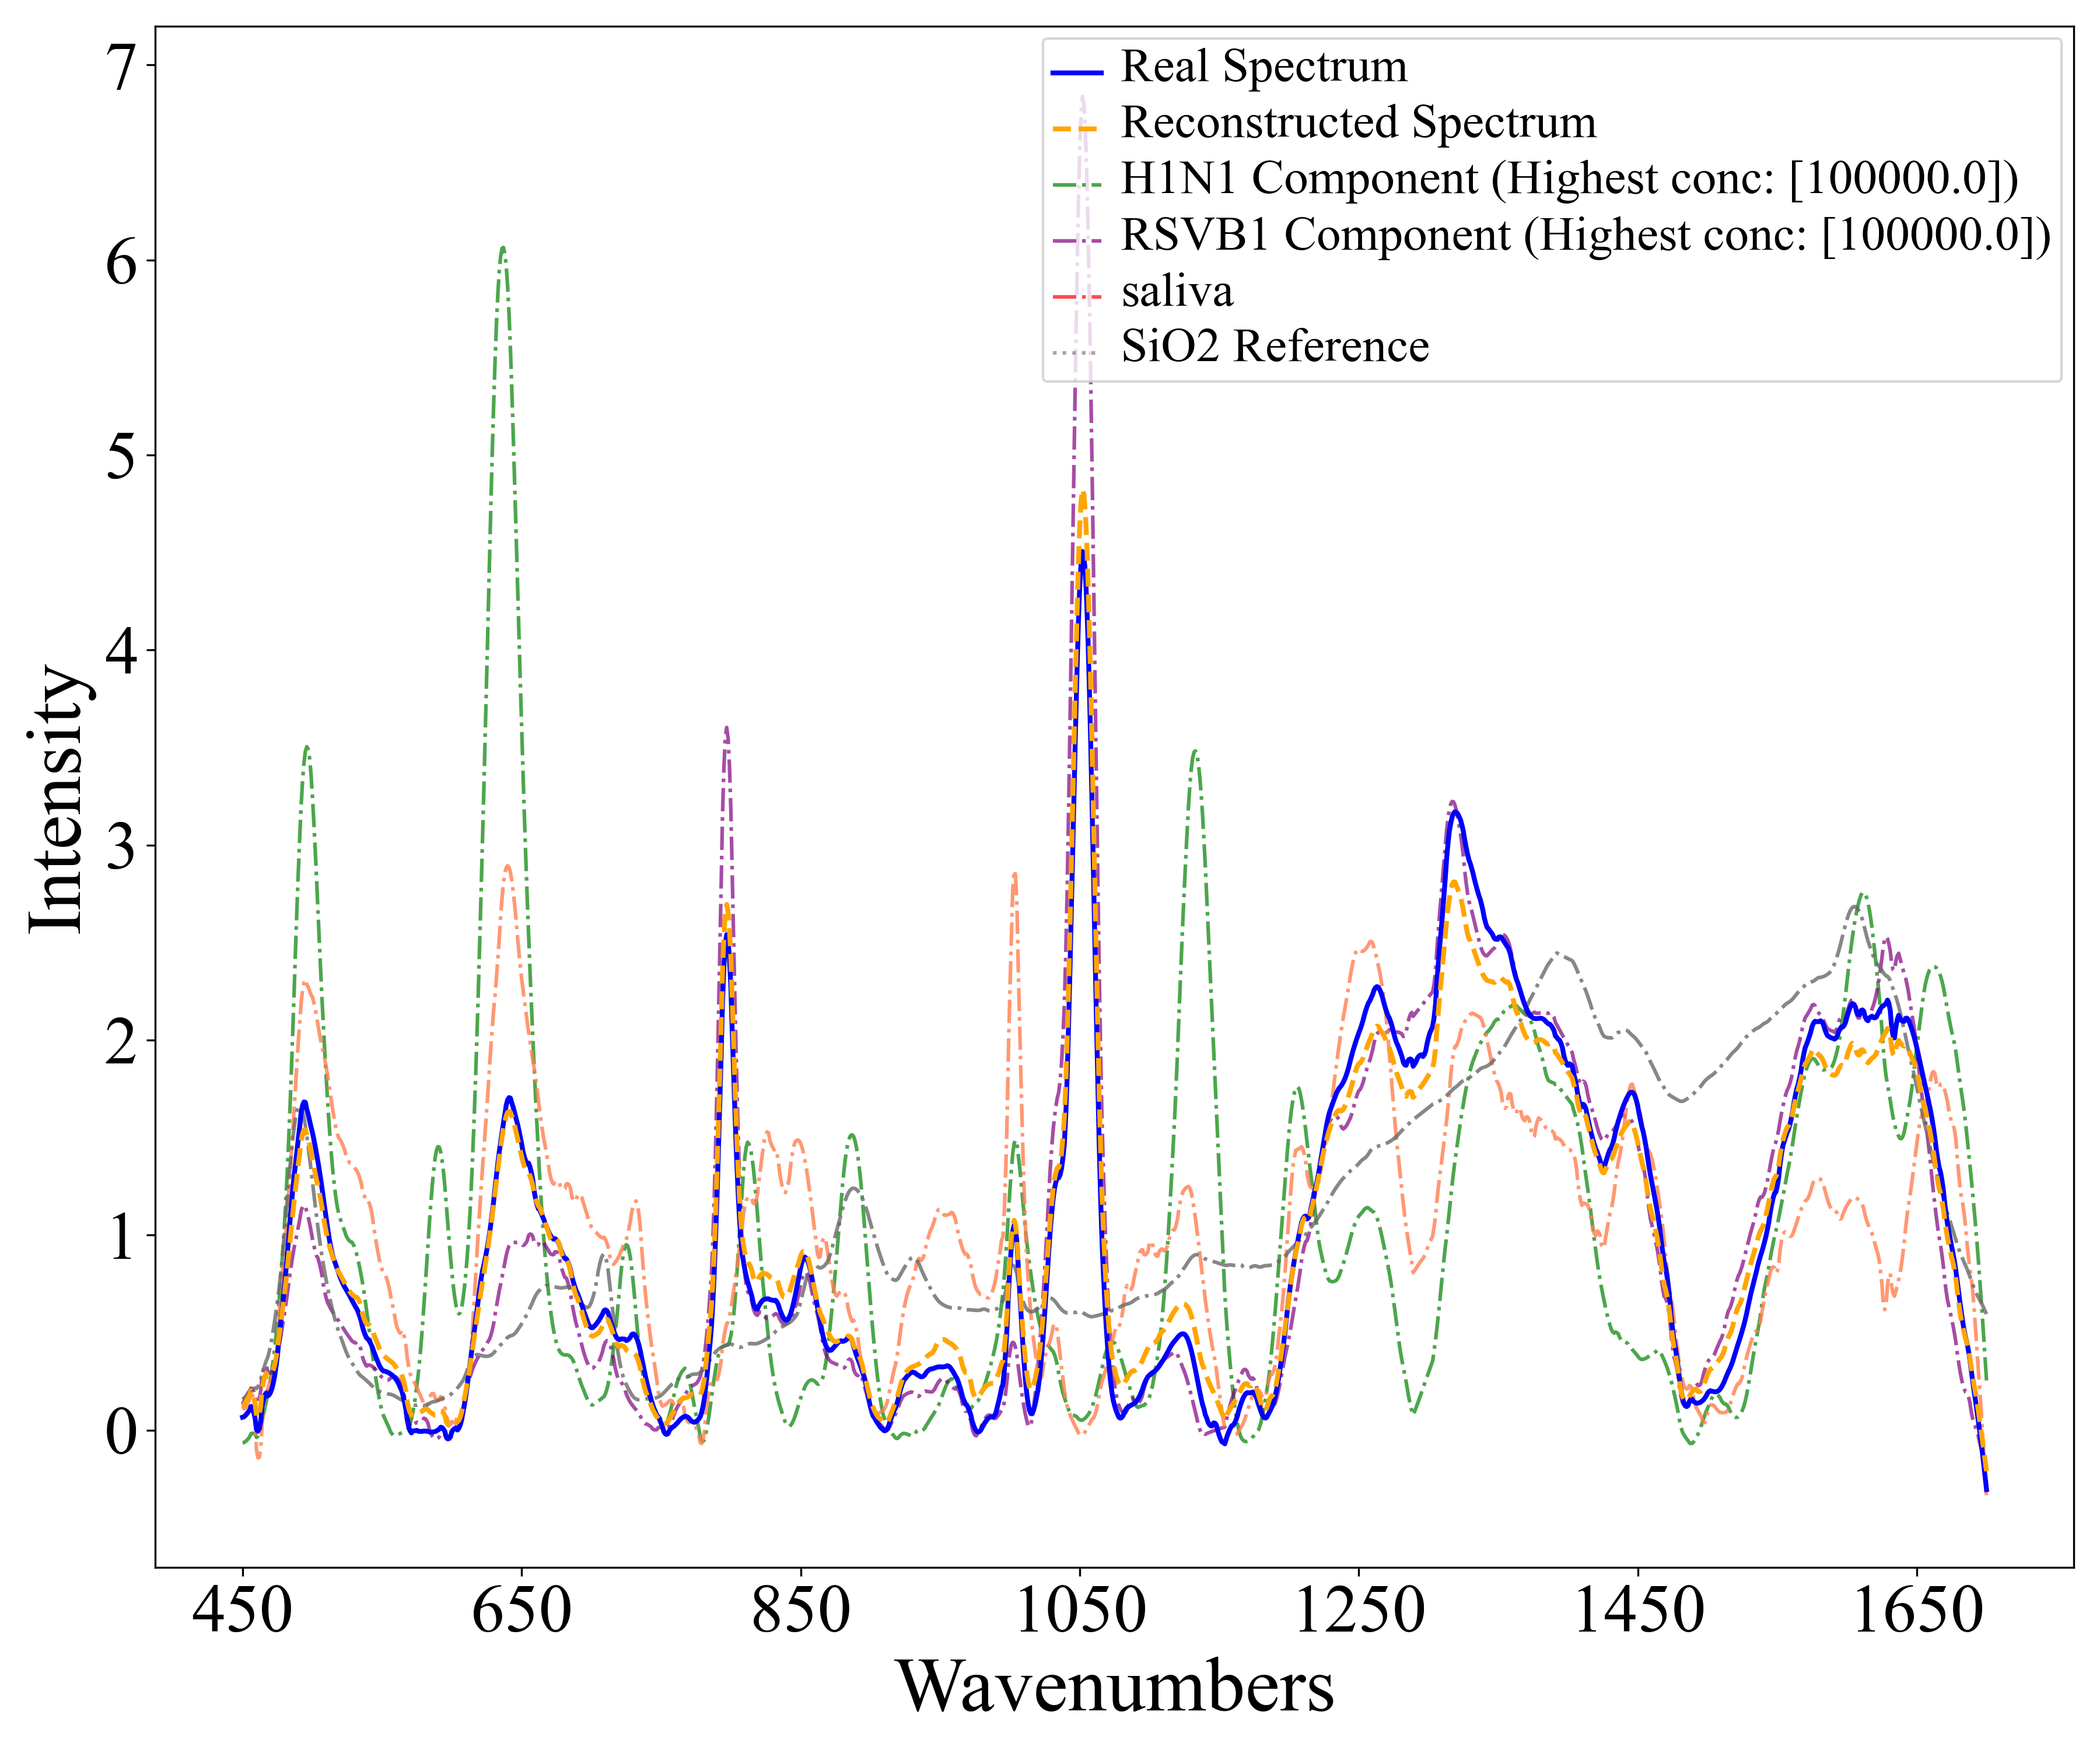 Intensity
7
6
5
4
3
2
1
0
Real Spectrum
Reconstructed Spectrum
H1N1 Component (Highest conc: [100000.0])
RSVB1 Component (Highest conc: [100000.0])
saliva
SiO2 Reference
450 650 850 1050 1250 1450 1650
Wavenumbers